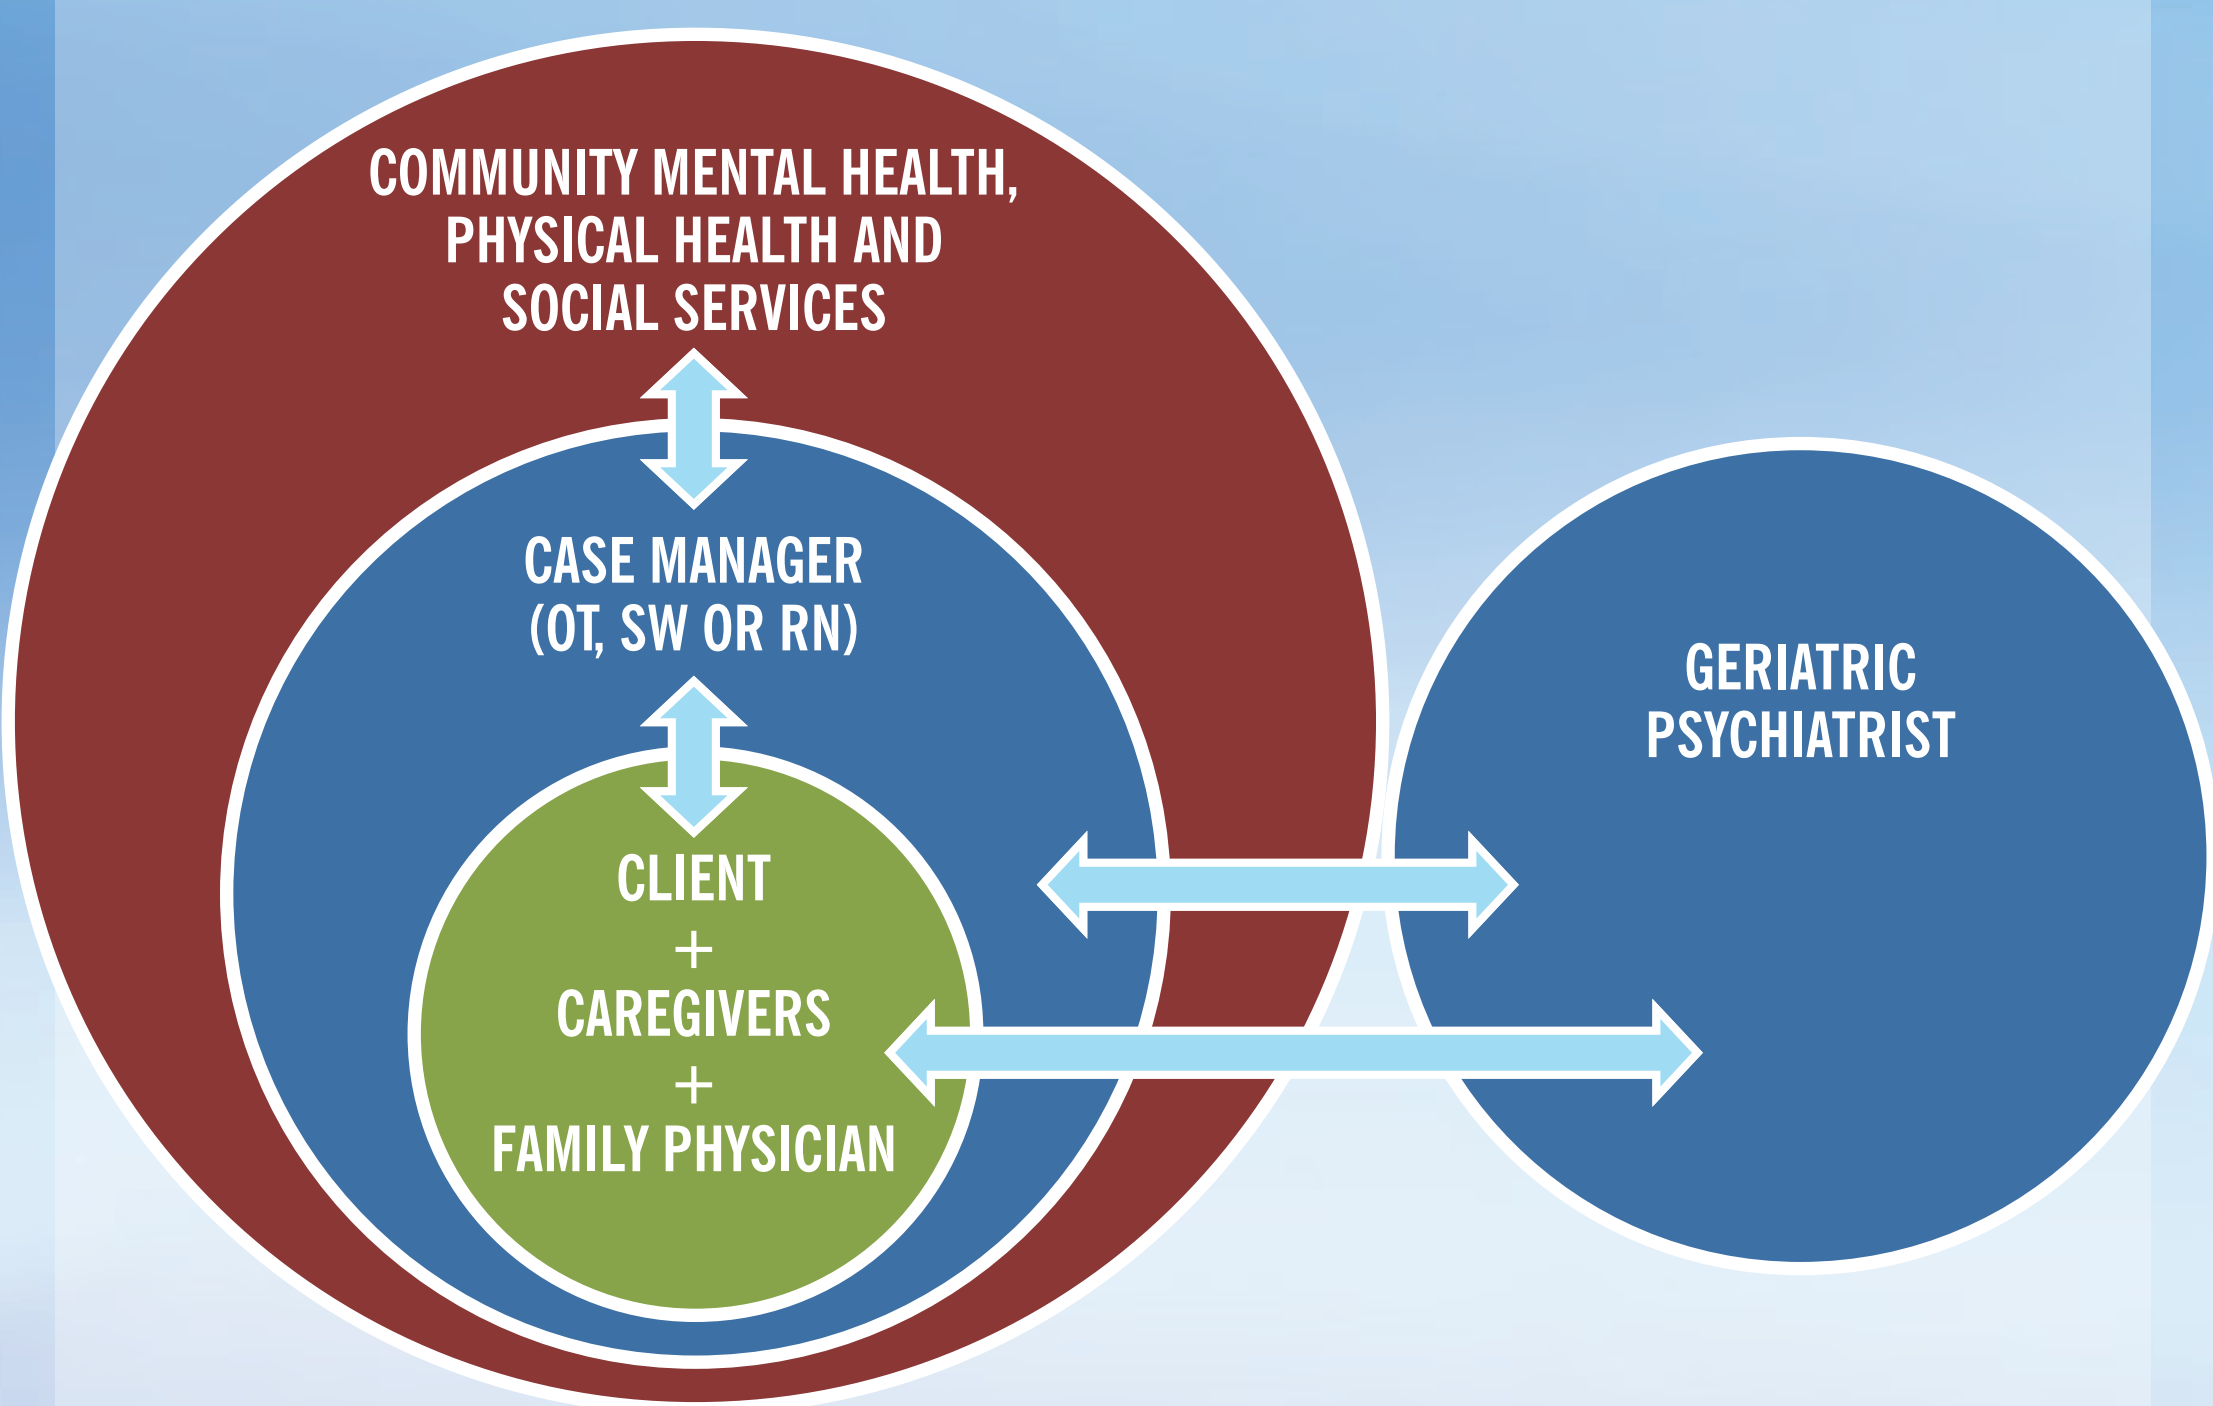 COMMUNITY MENTAL HEALTH,
PHYSICAL HEALTH AND
SOCIAL SERVICES
CASE MANAGER
(OT, SW OR RN)
CLIENT
+
CAREGIVERS
+
FAMILY PHYSICIAN
GERIATRIC
PSYCHIATRIST